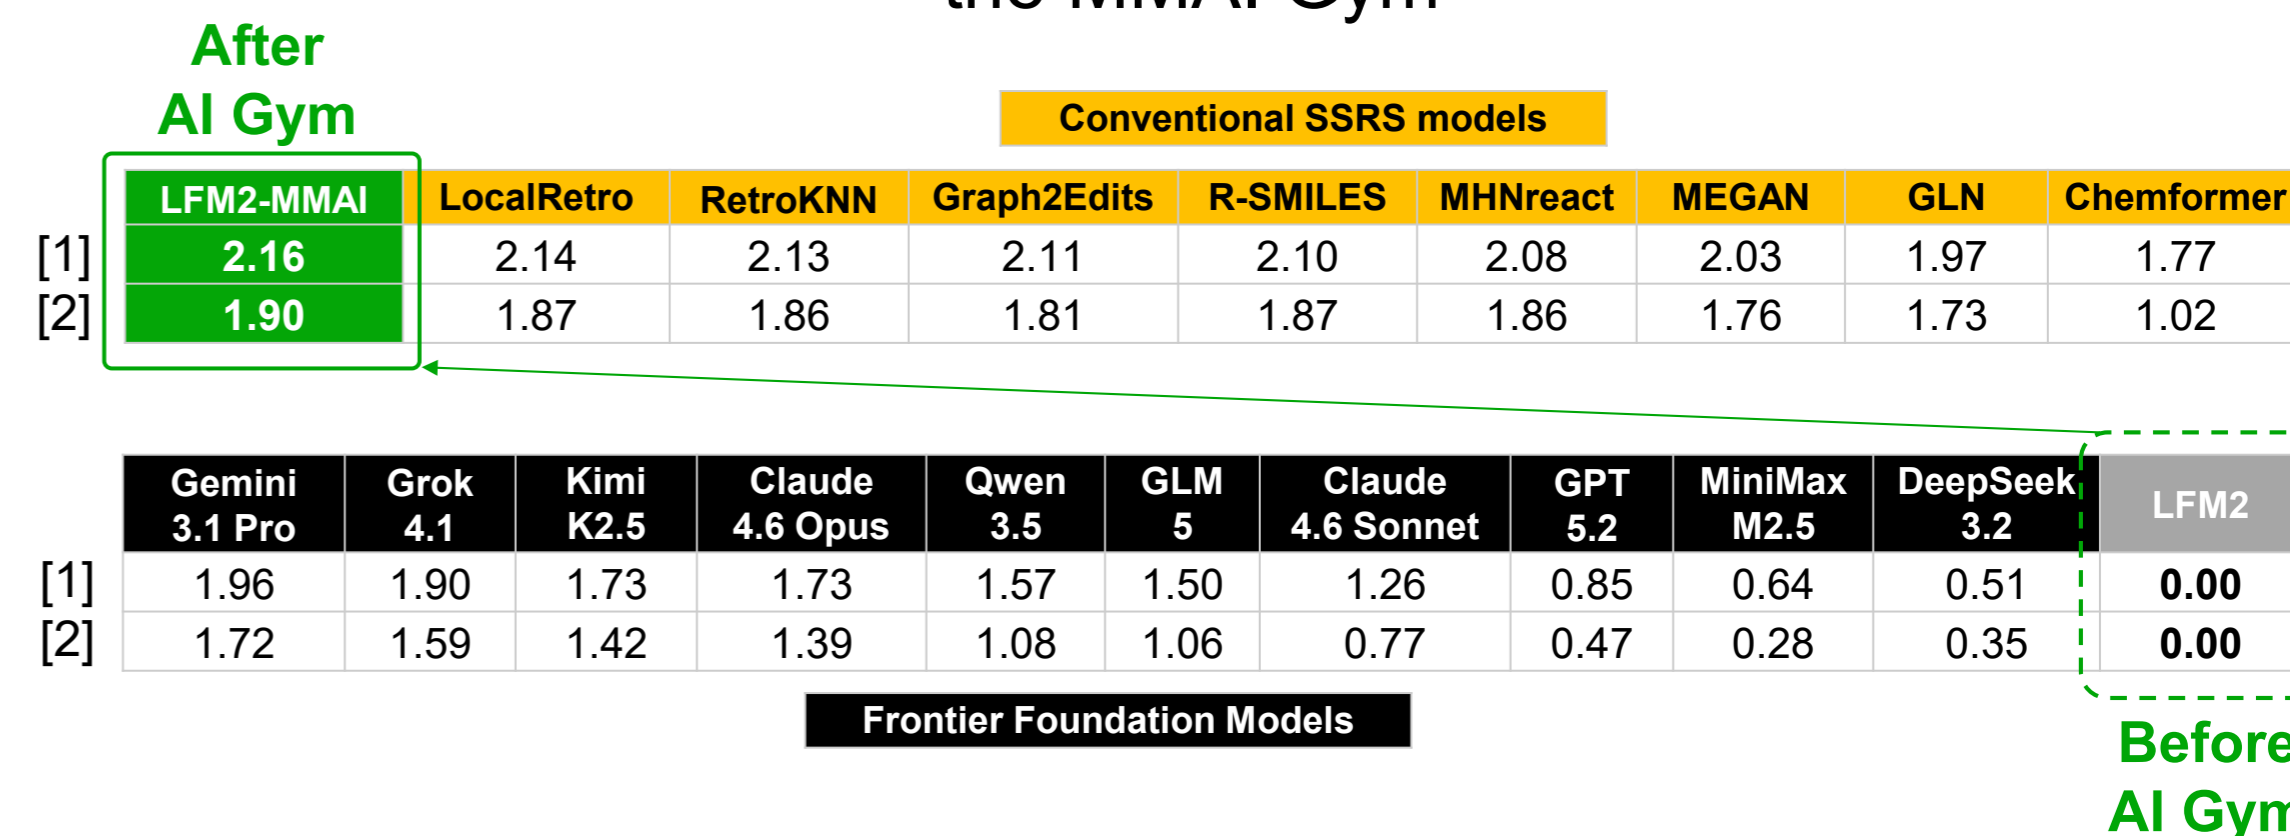 the MMAI Gym
After
AI Gym
Conventional SSRS models
LFM2-MMAI LocalRetro RetroKNN Graph2Edits R-SMILES MHNreact MEGAN GLN Chemformer
[1] 2.16 2.14 2.13 2.11 2.10 2.08 2.03 1.97 1.77
[2] 1.90 1.87 1.86 1.81 1.87 1.86 1.76 1.73 1.02
Gemini Grok Kimi Claude Qwen GLM Claude GPT MiniMax DeepSeek LFM2
3.1 Pro 4.1 K2.5 4.6 Opus 3.5 5 4.6 Sonnet 5.2 M2.5 3.2
[1] 1.96 1.90 1.73 1.73 1.57 1.50 1.26 0.85 0.64 0.51 0.00
[2] 1.72 1.59 1.42 1.39 1.08 1.06 0.77 0.47 0.28 0.35 0.00
Frontier Foundation Models
Before
AI Gym